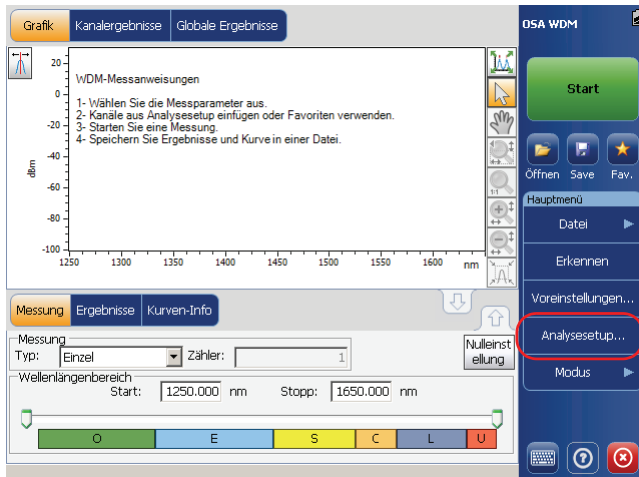 Grafik Kanalergebnisse Globale Ergebnisse
20
0
-20
-40
-60
-80
-100
dBm
WDM-Messanweisungen
1- Wählen Sie die Messparameter aus.
2- Kanäle aus Analysesetup einfügen oder Favoriten verwenden.
3- Starten Sie eine Messung.
4- Speichern Sie Ergebnisse und Kurve in einer Datei.
1250 1300 1350 1400 1450 1500 1550 1600 nm
1:1
Messung Ergebnisse Kurven-Info
Messung
Typ: Einzel Zähler: 1
Nulleinst
ellung
Wellenlängenbereich
Start: 1250.000 nm Stopp: 1650.000 nm
O E S C L U
OSA WDM
Start
Öffnen Save Fav.
Hauptmenü
Datei
Erkennen
Voreinstellungen...
Analysesetup...
Modus
?